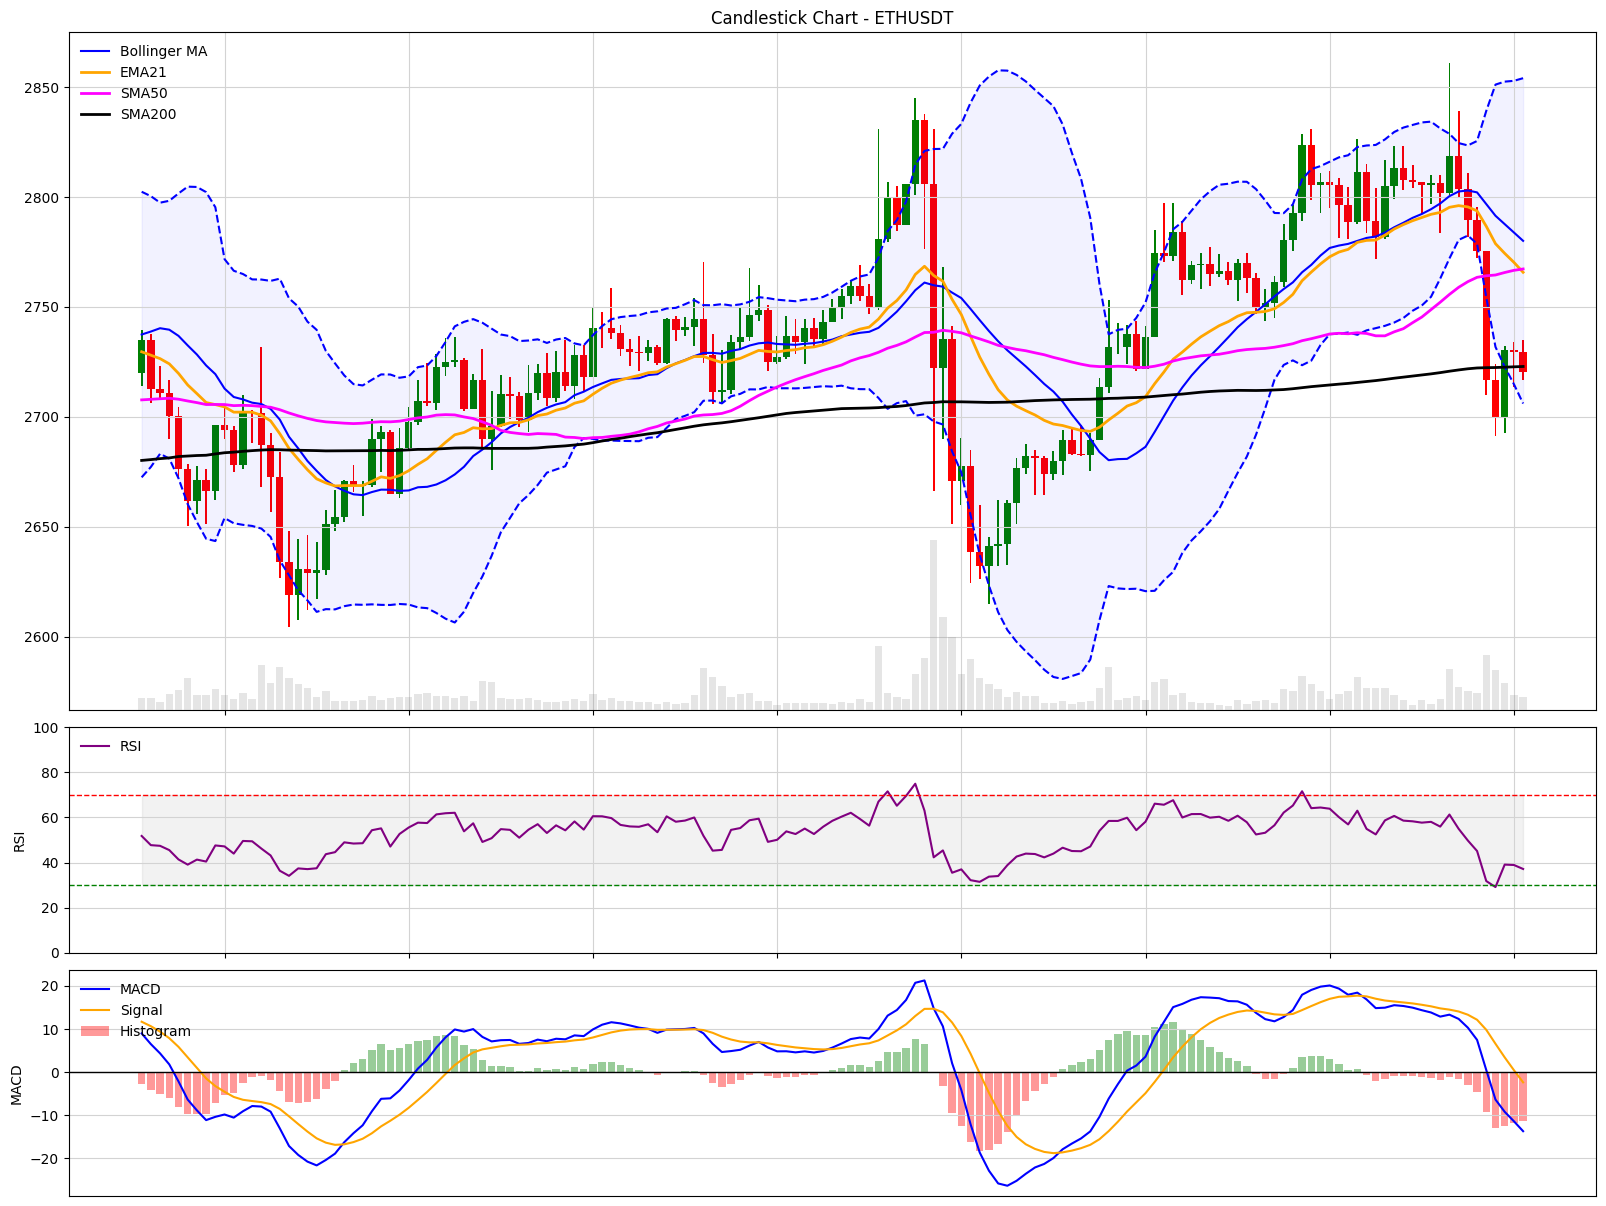 Candlestick Chart - ETHUSDT
Bollinger MA
EMA21
SMA50
SMA200
2850
2800
2750
2700
2650
2600
RSI
100
80
60
40
20
0
RSI
MACD
Signal
Histogram
20
10
0
−10
−20
MACD